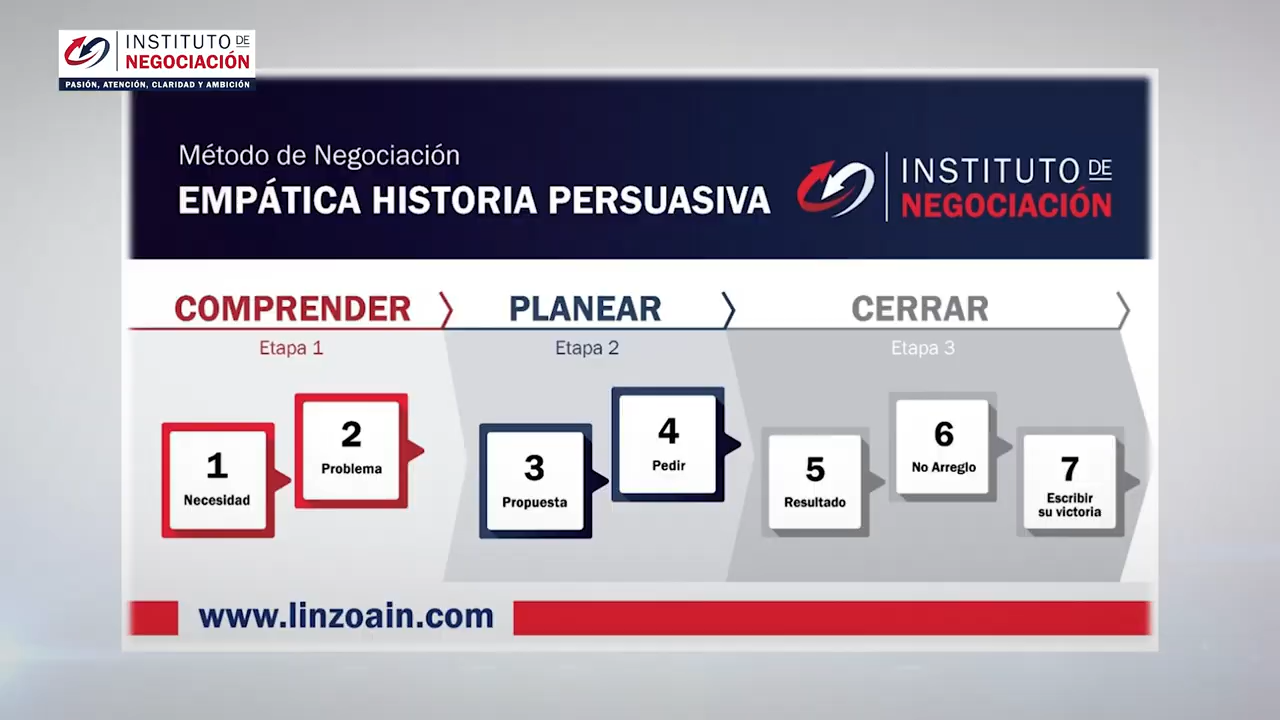 INSTITUTO DE
NEGOCIACIÓN
PASIÓN, ATENCIÓN, CLARIDAD Y AMBICIÓN
Método de Negociación
EMPÁTICA HISTORIA PERSUASIVA
INSTITUTO DE
NEGOCIACIÓN
COMPRENDER
Etapa 1
PLANEAR
Etapa 2
CERRAR
Etapa 3
1
Necesidad
2
Problema
3
Propuesta
4
Pedir
5
Resultado
6
No Arreglo
7
Escribir
su victoria
www.linzoain.com